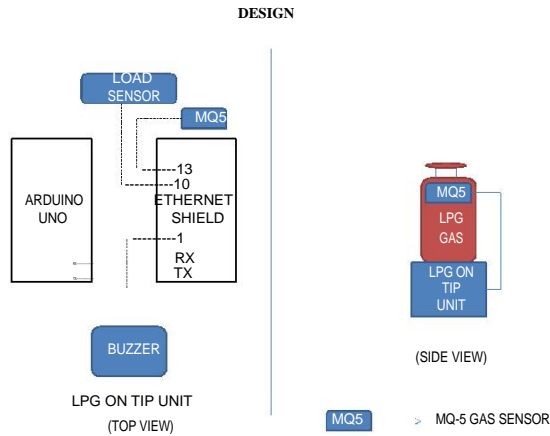 DESIGN
LOAD
SENSOR
MQ5
13
10
ARDUINO
UNO
ETHERNET
SHIELD
1
RX
TX
BUZZER
LPG ON TIP UNIT
(TOP VIEW)
MQ5
LPG
GAS
LPG ON
TIP
UNIT
(SIDE VIEW)
MQ5
> MQ-5 GAS SENSOR